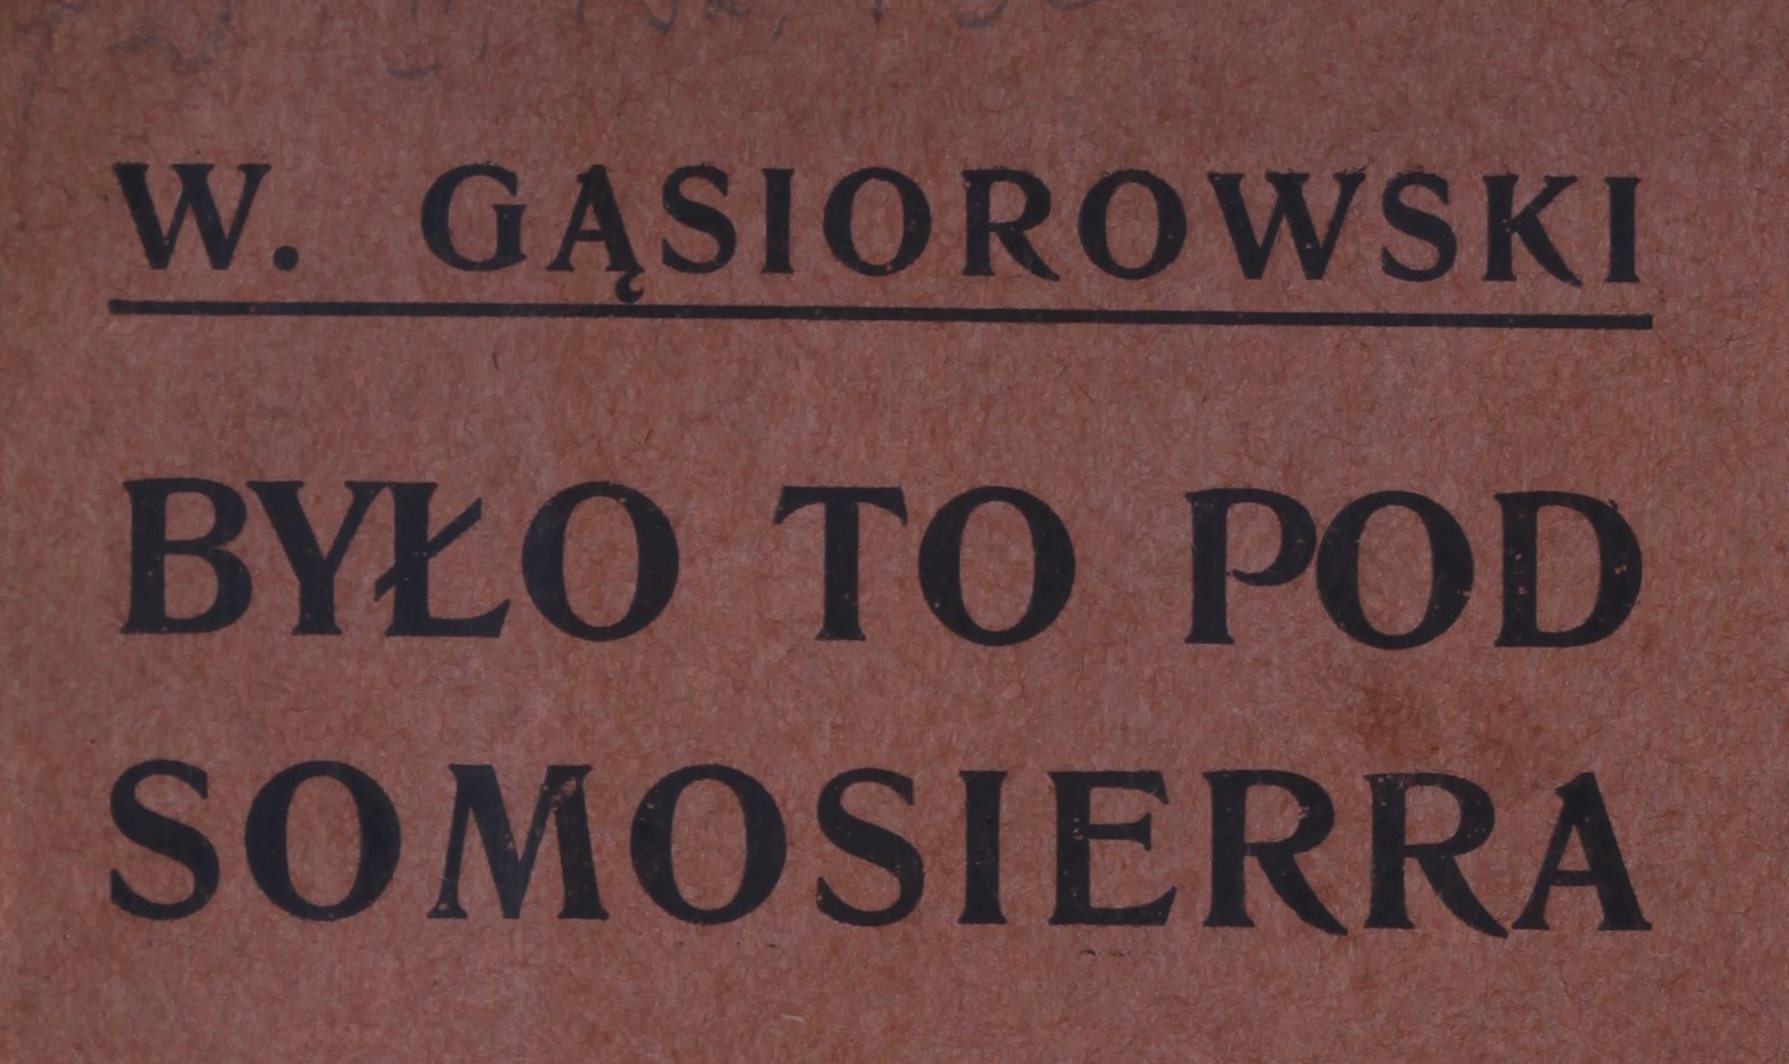 W. GĄSIOROWSKI
BYŁO TO POD
SOMOSIERRA